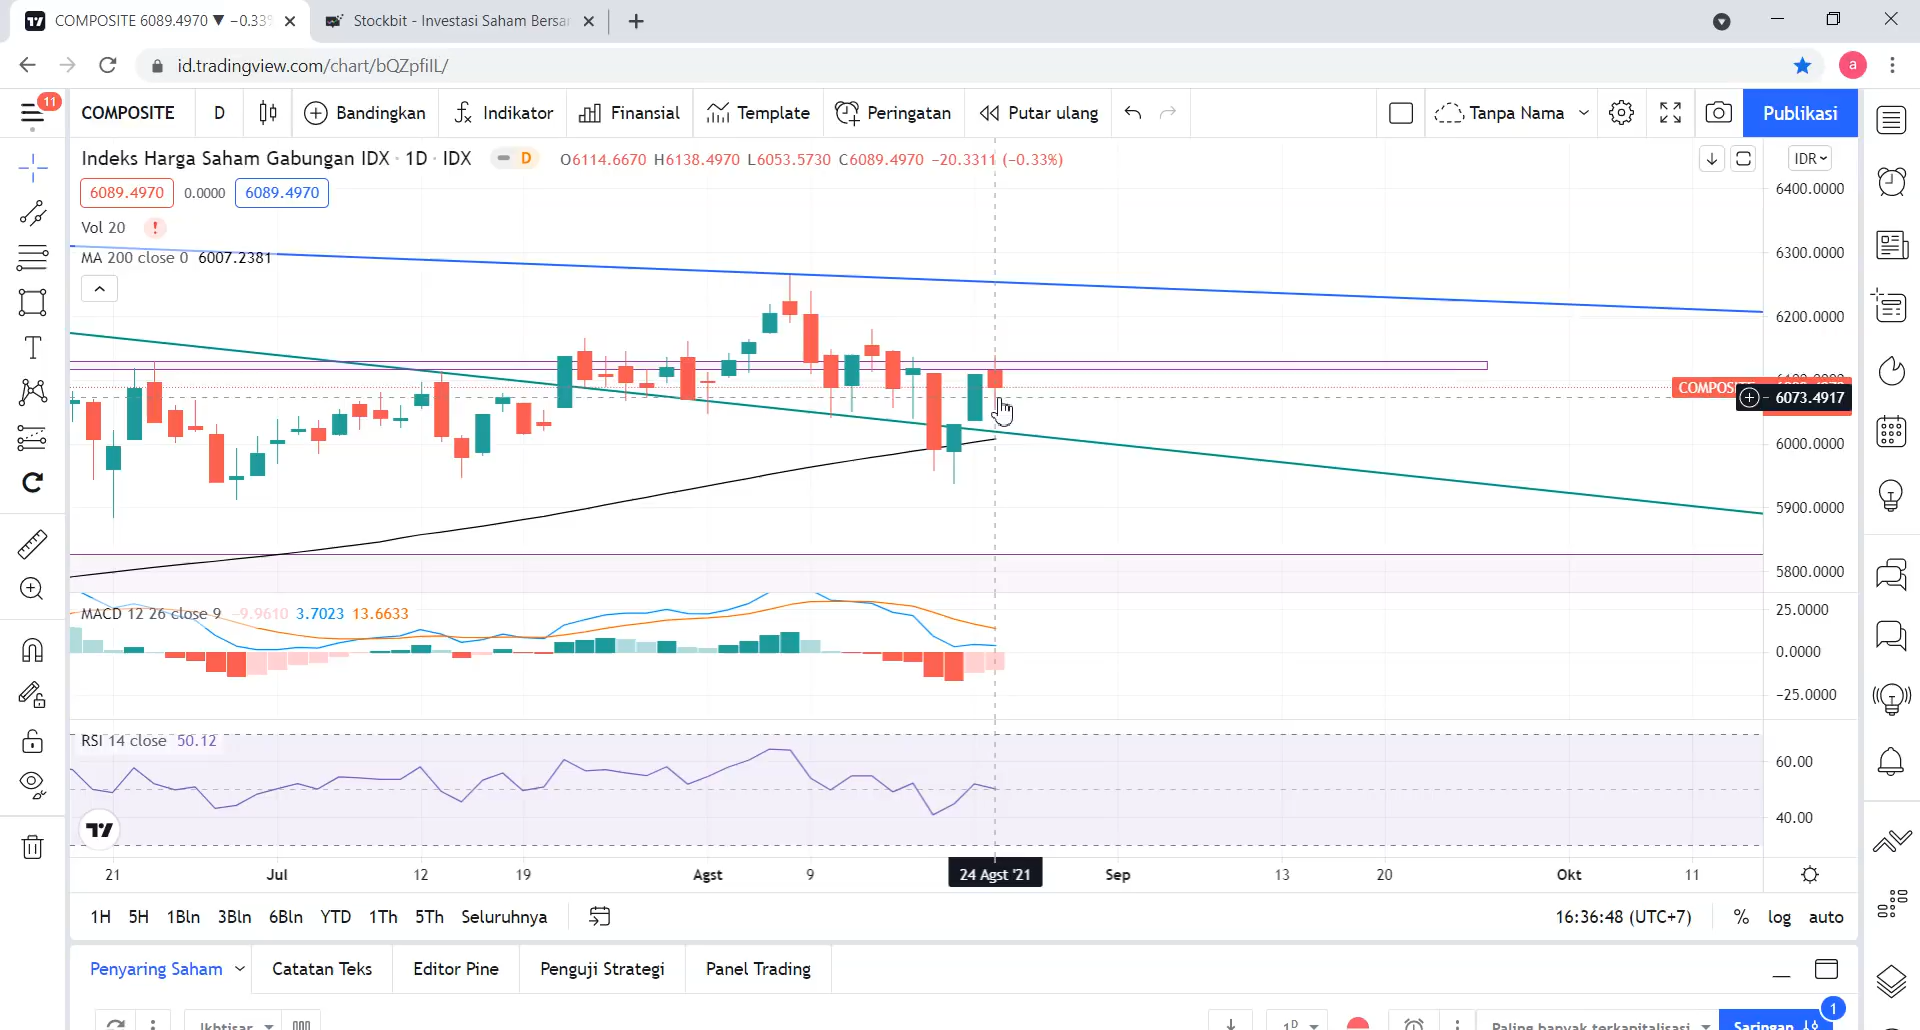 COMPOSITE 6089.4970 ▼ −0.33%
Stockbit - Investasi Saham Bersa
id.tradingview.com/chart/bQZpfiIL/
a
11
COMPOSITE D Bandingkan Indikator Finansial Template Peringatan Putar ulang Tanpa Nama Publikasi
Indeks Harga Saham Gabungan IDX · 1D · IDX D O6114.6670 H6138.4970 L6053.5730 C6089.4970 −20.3311 (−0.33%)
IDR
6089.4970 0.0000 6089.4970
Vol 20 !
MA 200 close 0 6007.2381
6400.0000
6300.0000
6200.0000
COMPOSITE
6073.4917
6000.0000
5900.0000
5800.0000
MACD 12 26 close 9 −9.9610 3.7023 13.6633
25.0000
0.0000
−25.0000
RSI 14 close 50.12
60.00
40.00
21 Jul 12 19 Agst 9 24 Agst '21 Sep 13 20 Okt 11
1H 5H 1Bln 3Bln 6Bln YTD 1Th 5Th Seluruhnya 16:36:48 (UTC+7) % log auto
Penyaring Saham Catatan Teks Editor Pine Penguji Strategi Panel Trading
1
Ikhtisar 1D Paling banyak terkapitalisasi Saringan